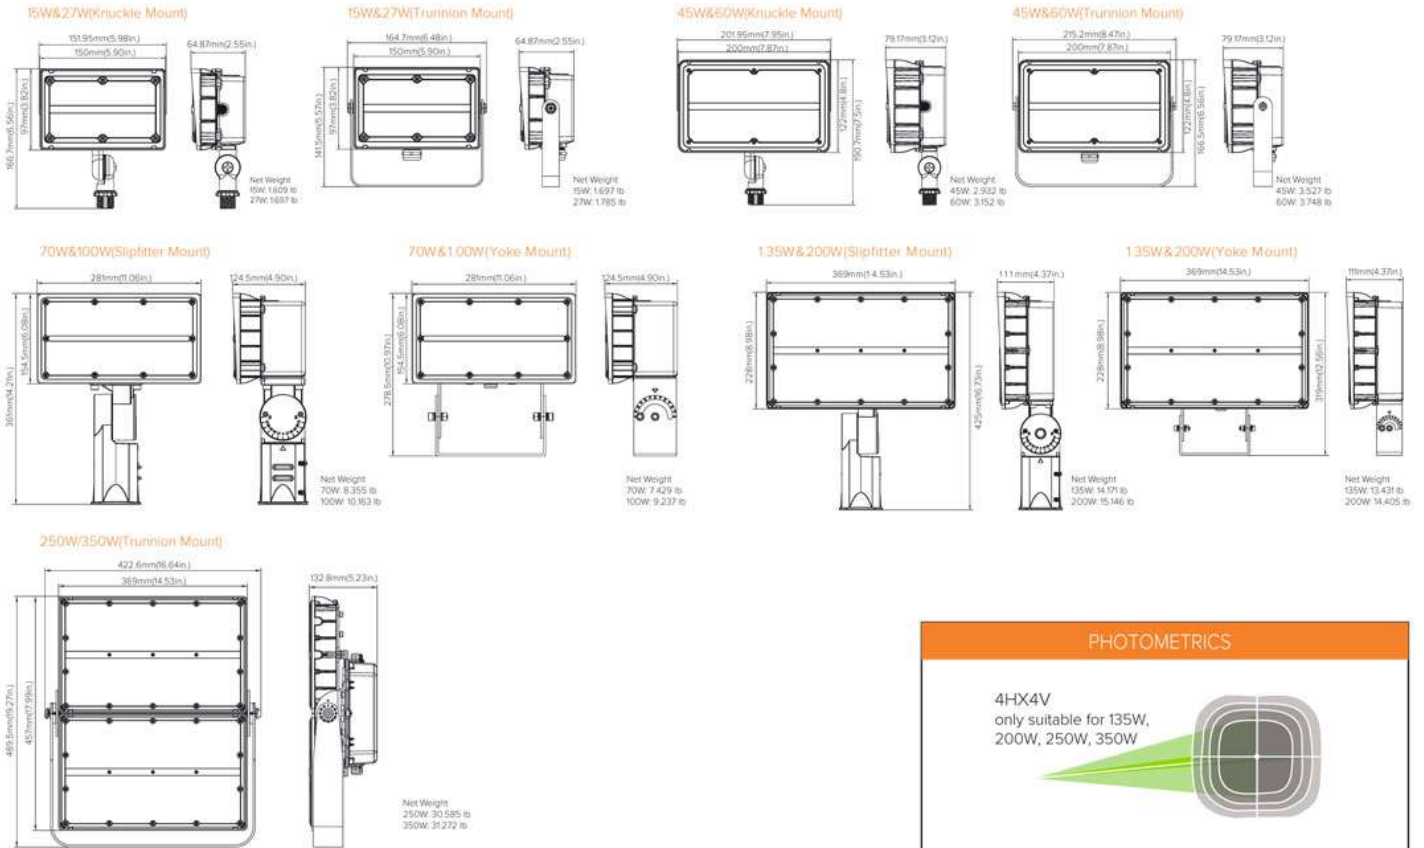 15W&27W(Knuckle Mount)
151.95mm(5.98in.)
150mm(5.90in.)
64.87mm(2.55in.)
166.7mm(6.56in.)
97mm(3.82in.)
Net Weight
15W: 1.609 lb
27W: 1.697 lb
15W&27W(Trunnion Mount)
164.7mm(6.48in.)
150mm(5.90in.)
64.87mm(2.55in.)
141.5mm(5.57in.)
97mm(3.82in.)
Net Weight
15W: 1.697 lb
27W: 1.785 lb
45W&60W(Knuckle Mount)
201.95mm(7.95in.)
200mm(7.87in.)
79.17mm(3.12in.)
122mm(4.8in.)
190.7mm(7.5in.)
Net Weight
45W: 2.932 lb
60W: 3.152 lb
45W&60W(Trunnion Mount)
215.2mm(8.47in.)
200mm(7.87in.)
79.17mm(3.12in.)
122mm(4.8in.)
166.5mm(6.56in.)
Net Weight
45W: 3.527 lb
60W: 3.748 lb
70W&100W(Slipfitter Mount)
281mm(11.06in.)
124.5mm(4.90in.)
361mm(14.21in.)
154.5mm(6.08in.)
Net Weight
70W: 8.355 lb
100W: 10.163 lb
70W&100W(Yoke Mount)
281mm(11.06in.)
124.5mm(4.90in.)
278.5mm(10.97in.)
154.5mm(6.08in.)
Net Weight
70W: 7.429 lb
100W: 9.237 lb
135W&200W(Slipfitter Mount)
369mm(14.53in.)
111mm(4.37in.)
228mm(8.98in.)
425mm(16.73in.)
Net Weight
135W: 14.171 lb
200W: 15.146 lb
135W&200W(Yoke Mount)
369mm(14.53in.)
111mm(4.37in.)
228mm(8.98in.)
319mm(12.56in.)
Net Weight
135W: 13.431 lb
200W: 14.405 lb
250W/350W(Trunnion Mount)
422.6mm(16.64in.)
369mm(14.53in.)
132.8mm(5.23in.)
489.5mm(19.27in.)
457mm(17.99in.)
Net Weight
250W: 30.585 lb
350W: 31.272 lb
PHOTOMETRICS
4HX4V
only suitable for 135W,
200W, 250W, 350W